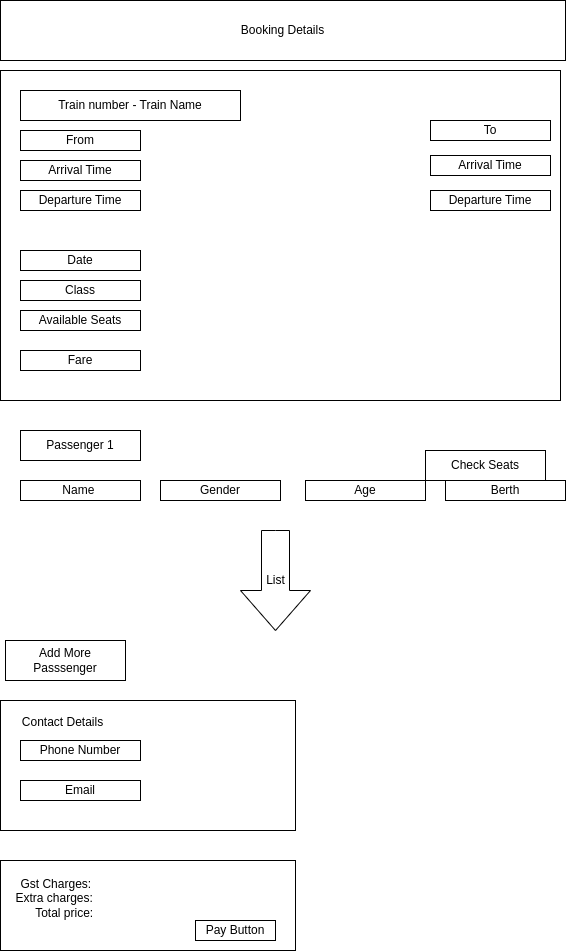 Booking Details
Train number - Train Name
From
To
Arrival Time
Arrival Time
Departure Time
Departure Time
Date
Class
Available Seats
Fare
Passenger 1
Check Seats
Name
Gender
Age
Berth
List
Add More
Passsenger
Contact Details
Phone Number
Email
Gst Charges:
Extra charges:
Total price:
Pay Button